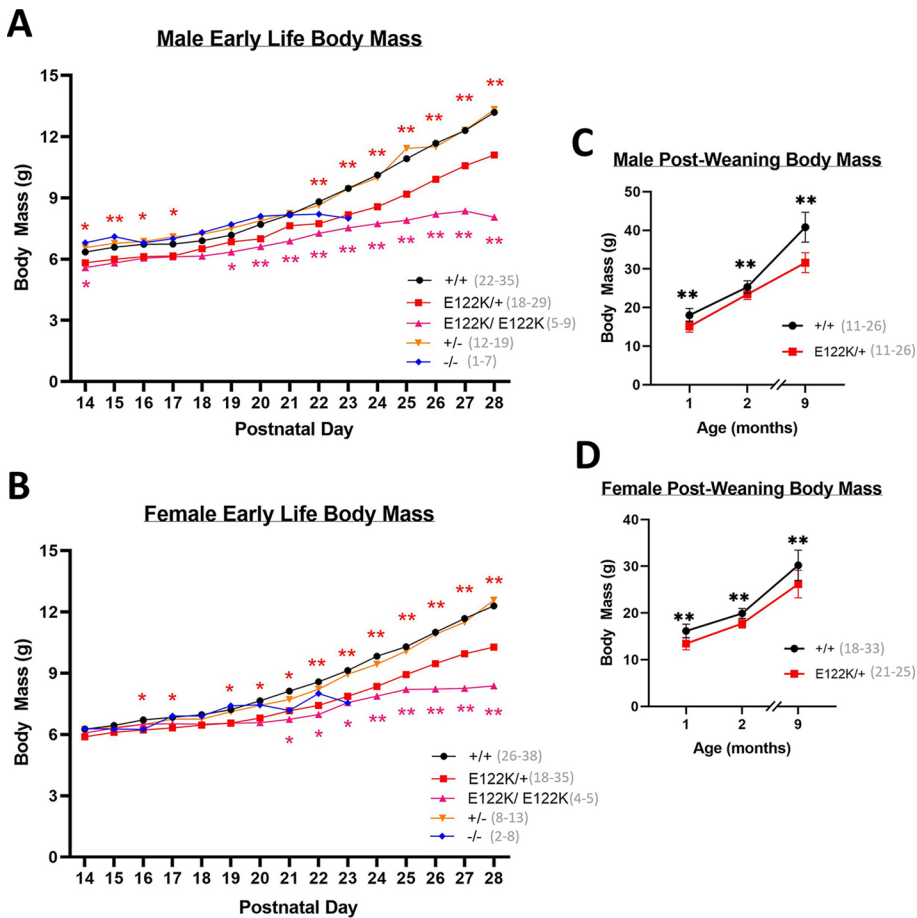 A
Male Early Life Body Mass
15
12
9
6
3
0
Body Mass (g)
* ** * * ** ** ** ** ** ** **
* * ** ** ** ** ** ** ** ** **
+/+ (22-35)
E122K/+ (18-29)
E122K/ E122K (5-9)
+/- (12-19)
-/- (1-7)
14 15 16 17 18 19 20 21 22 23 24 25 26 27 28
Postnatal Day
B
Female Early Life Body Mass
15
12
9
6
3
0
Body Mass (g)
* * * * * ** ** ** ** ** ** **
* * * ** ** ** ** **
+/+ (26-38)
E122K/+ (18-35)
E122K/ E122K (4-5)
+/- (8-13)
-/- (2-8)
14 15 16 17 18 19 20 21 22 23 24 25 26 27 28
Postnatal Day
C
Male Post-Weaning Body Mass
50
40
30
20
10
0
Body Mass (g)
** ** **
+/+ (11-26)
E122K/+ (11-26)
1 2 9
Age (months)
D
Female Post-Weaning Body Mass
40
30
20
10
0
Body Mass (g)
** ** **
+/+ (18-33)
E122K/+ (21-25)
1 2 9
Age (months)